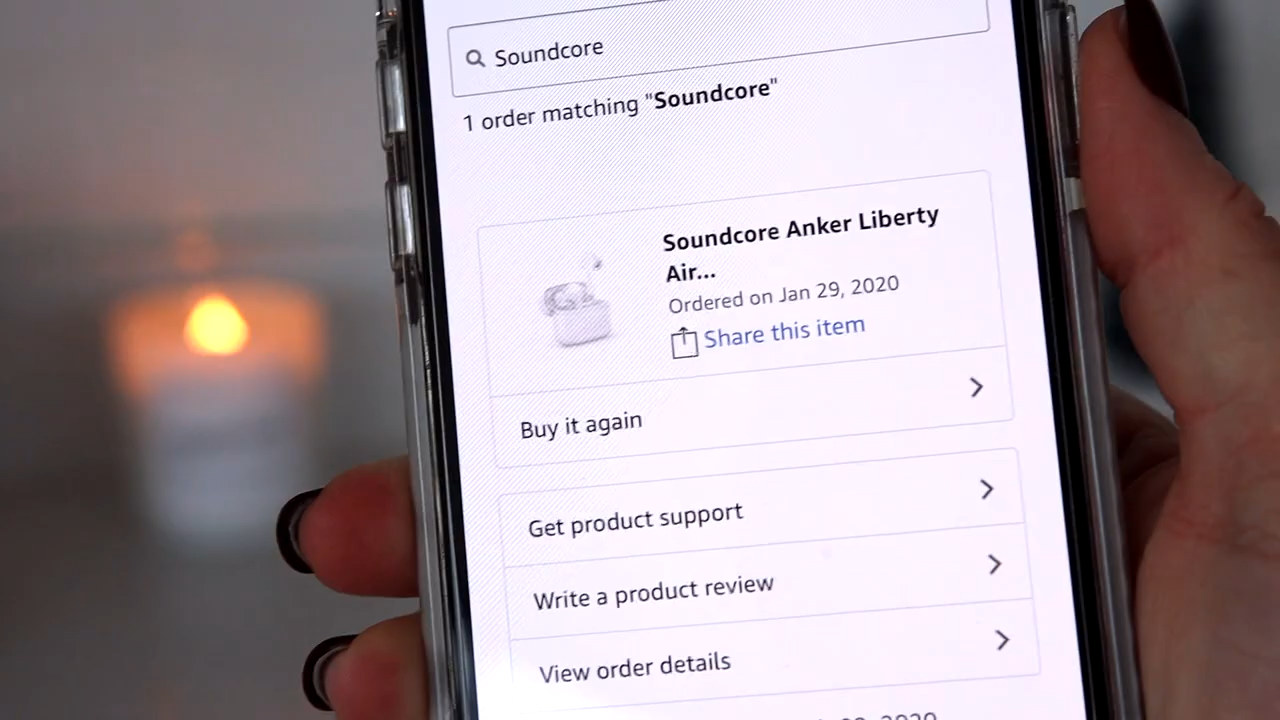 Soundcore
1 order matching "Soundcore"
Soundcore Anker Liberty
Air...
Ordered on Jan 29, 2020
Share this item
Buy it again
Get product support
Write a product review
View order details
2020